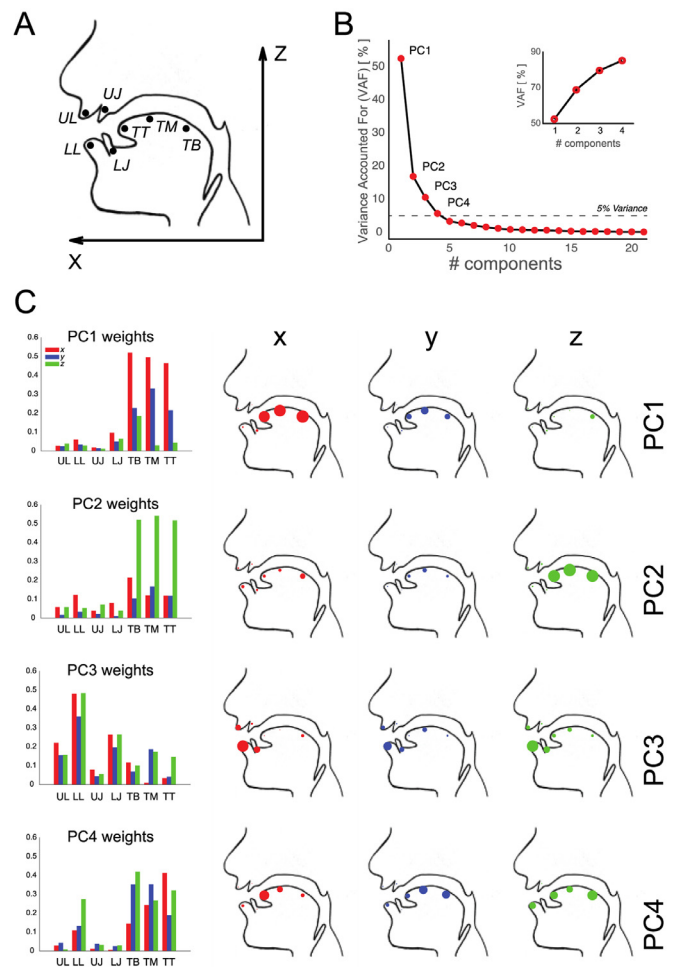 A
Z
X
UL
UJ
LL
LJ
TT
TM
TB
B
Variance Accounted For (VAF) [ % ]
50
40
30
20
10
0
PC1
PC2
PC3
PC4
5% Variance
0 5 10 15 20
# components
VAF [ % ]
90
70
50
1 2 3 4
# components
C
PC1 weights
0.6
0.5
0.4
0.3
0.2
0.1
0
x
y
z
UL LL UJ LJ TB TM TT
x y z
PC1
PC2 weights
0.6
0.5
0.4
0.3
0.2
0.1
0
UL LL UJ LJ TB TM TT
PC2
PC3 weights
0.6
0.5
0.4
0.3
0.2
0.1
0
UL LL UJ LJ TB TM TT
PC3
PC4 weights
0.6
0.5
0.4
0.3
0.2
0.1
0
UL LL UJ LJ TB TM TT
PC4